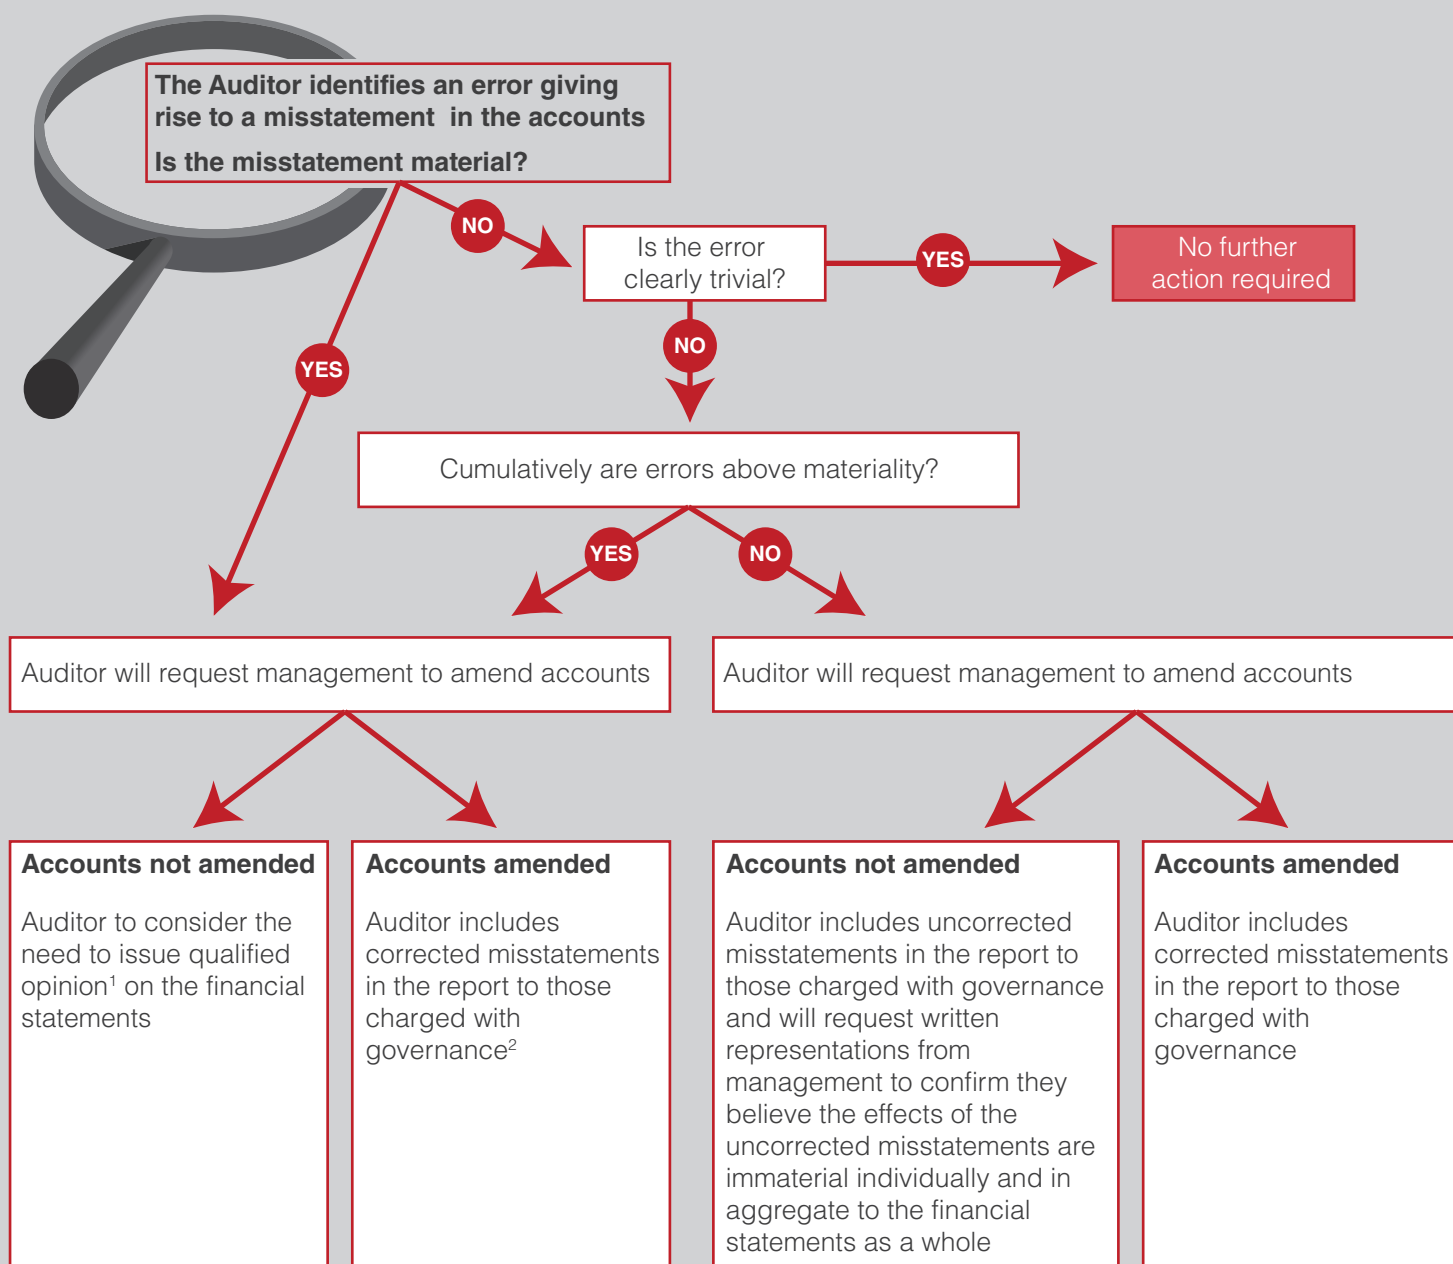 The Auditor identifies an error giving
rise to a misstatement in the accounts
Is the misstatement material?
NO
Is the error
clearly trivial?
YES
No further
action required
NO
YES
Cumulatively are errors above materiality?
YES
NO
Auditor will request management to amend accounts
Auditor will request management to amend accounts
Accounts not amended
Auditor to consider the
need to issue qualified
opinion¹ on the financial
statements
Accounts amended
Auditor includes
corrected misstatements
in the report to those
charged with
governance²
Accounts not amended
Auditor includes uncorrected
misstatements in the report to
those charged with governance
and will request written
representations from
management to confirm they
believe the effects of the
uncorrected misstatements are
immaterial individually and in
aggregate to the financial
statements as a whole
Accounts amended
Auditor includes
corrected misstatements
in the report to those
charged with
governance